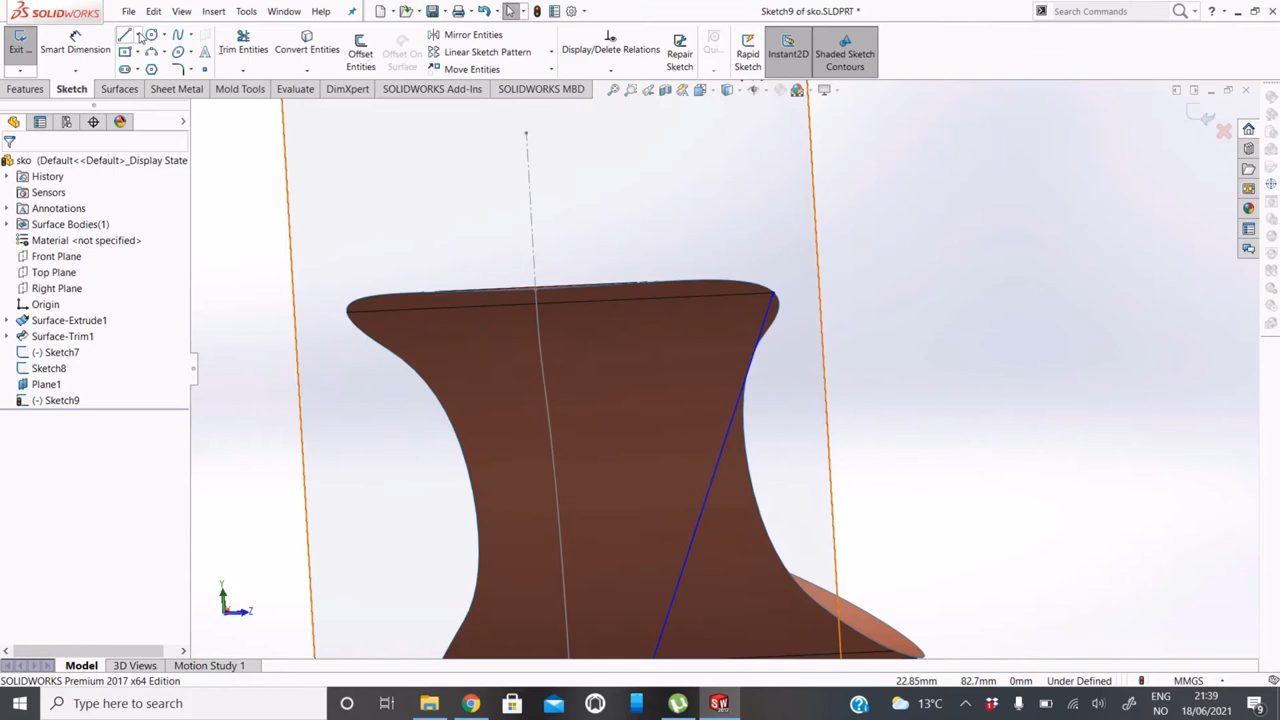 SOLIDWORKS File Edit View Insert Tools Window Help Sketch9 of sko.SLDPRT * Search Commands ?
Exit ... Smart Dimension Trim Entities Convert Entities Offset Entities Offset On Surface Mirror Entities Linear Sketch Pattern Move Entities Display/Delete Relations Repair Sketch Qui... Rapid Sketch Instant2D Shaded Sketch Contours
Features Sketch Surfaces Sheet Metal Mold Tools Evaluate DimXpert SOLIDWORKS Add-Ins SOLIDWORKS MBD
sko (Default<<Default>_Display State
History
Sensors
Annotations
Surface Bodies(1)
Material <not specified>
Front Plane
Top Plane
Right Plane
Origin
Surface-Extrude1
Surface-Trim1
(-) Sketch7
Sketch8
Plane1
(-) Sketch9
Y
Z
Model 3D Views Motion Study 1
SOLIDWORKS Premium 2017 x64 Edition 22.85mm 82.7mm 0mm Under Defined MMGS
Type here to search 13°C ENG NO 21:39 18/06/2021